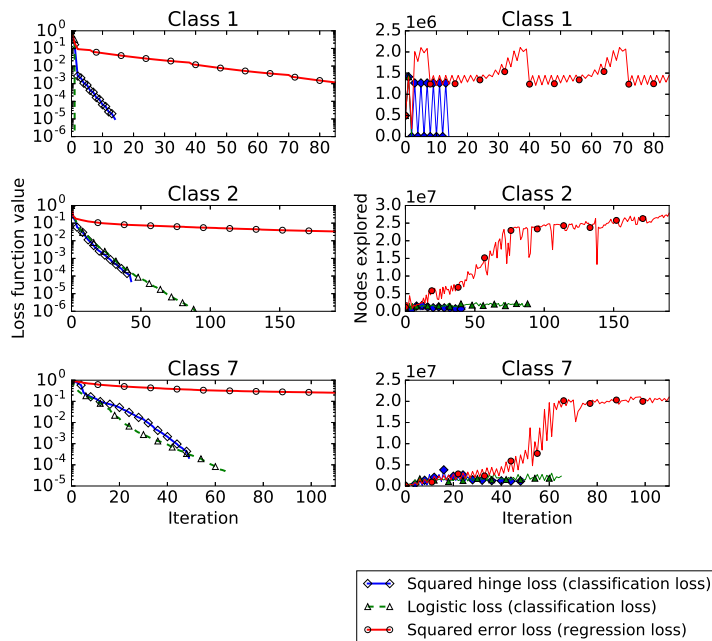 Class 1
10^0
10^-1
10^-2
10^-3
10^-4
10^-5
10^-6
0 10 20 30 40 50 60 70 80
Class 1
1e6
2.5
2.0
1.5
1.0
0.5
0.0
0 10 20 30 40 50 60 70 80
Loss function value
Class 2
10^0
10^-1
10^-2
10^-3
10^-4
10^-5
10^-6
0 50 100 150
Nodes explored
Class 2
1e7
3.0
2.5
2.0
1.5
1.0
0.5
0.0
0 50 100 150
Class 7
10^0
10^-1
10^-2
10^-3
10^-4
10^-5
0 20 40 60 80 100
Iteration
Class 7
1e7
2.5
2.0
1.5
1.0
0.5
0.0
0 20 40 60 80 100
Iteration
Squared hinge loss (classification loss)
Logistic loss (classification loss)
Squared error loss (regression loss)